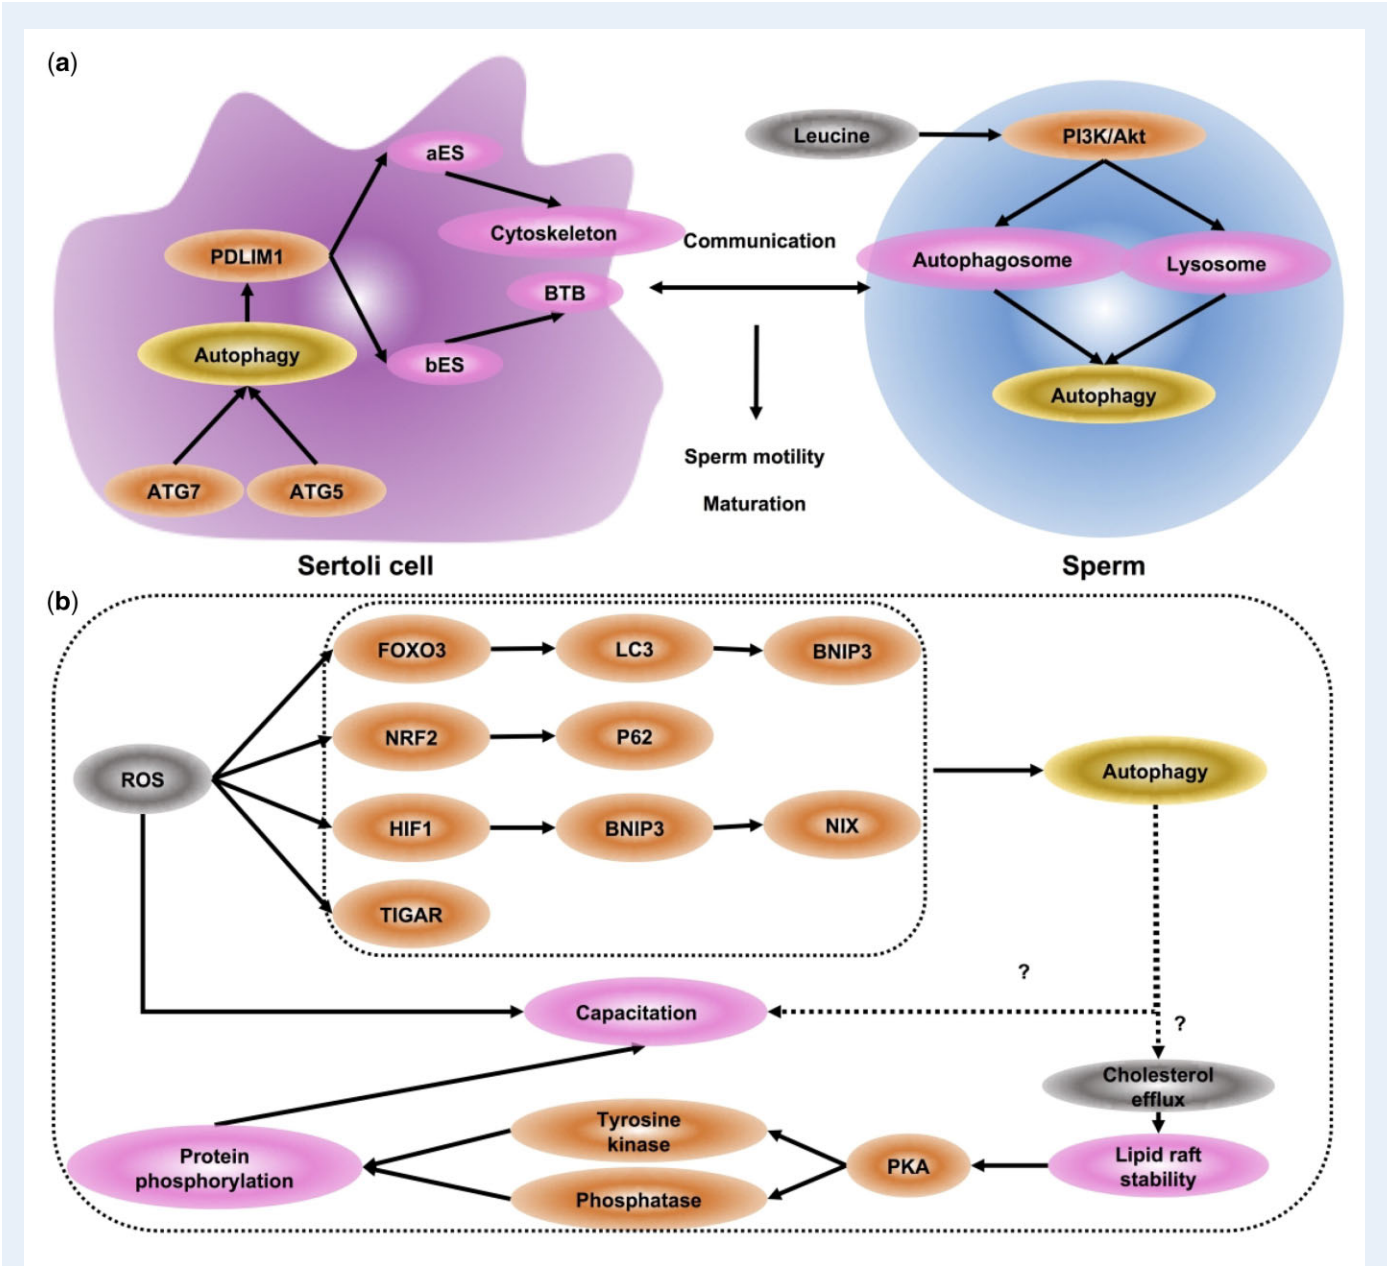 (a)
aES
Leucine
PI3K/Akt
Cytoskeleton
Communication
PDLIM1
Autophagosome
Lysosome
BTB
Autophagy
bES
Autophagy
Sperm motility
ATG7
ATG5
Maturation
Sertoli cell
Sperm
(b)
FOXO3
LC3
BNIP3
NRF2
P62
ROS
Autophagy
HIF1
BNIP3
NIX
TIGAR
?
Capacitation
?
Cholesterol
efflux
Tyrosine
kinase
Protein
phosphorylation
PKA
Lipid raft
stability
Phosphatase